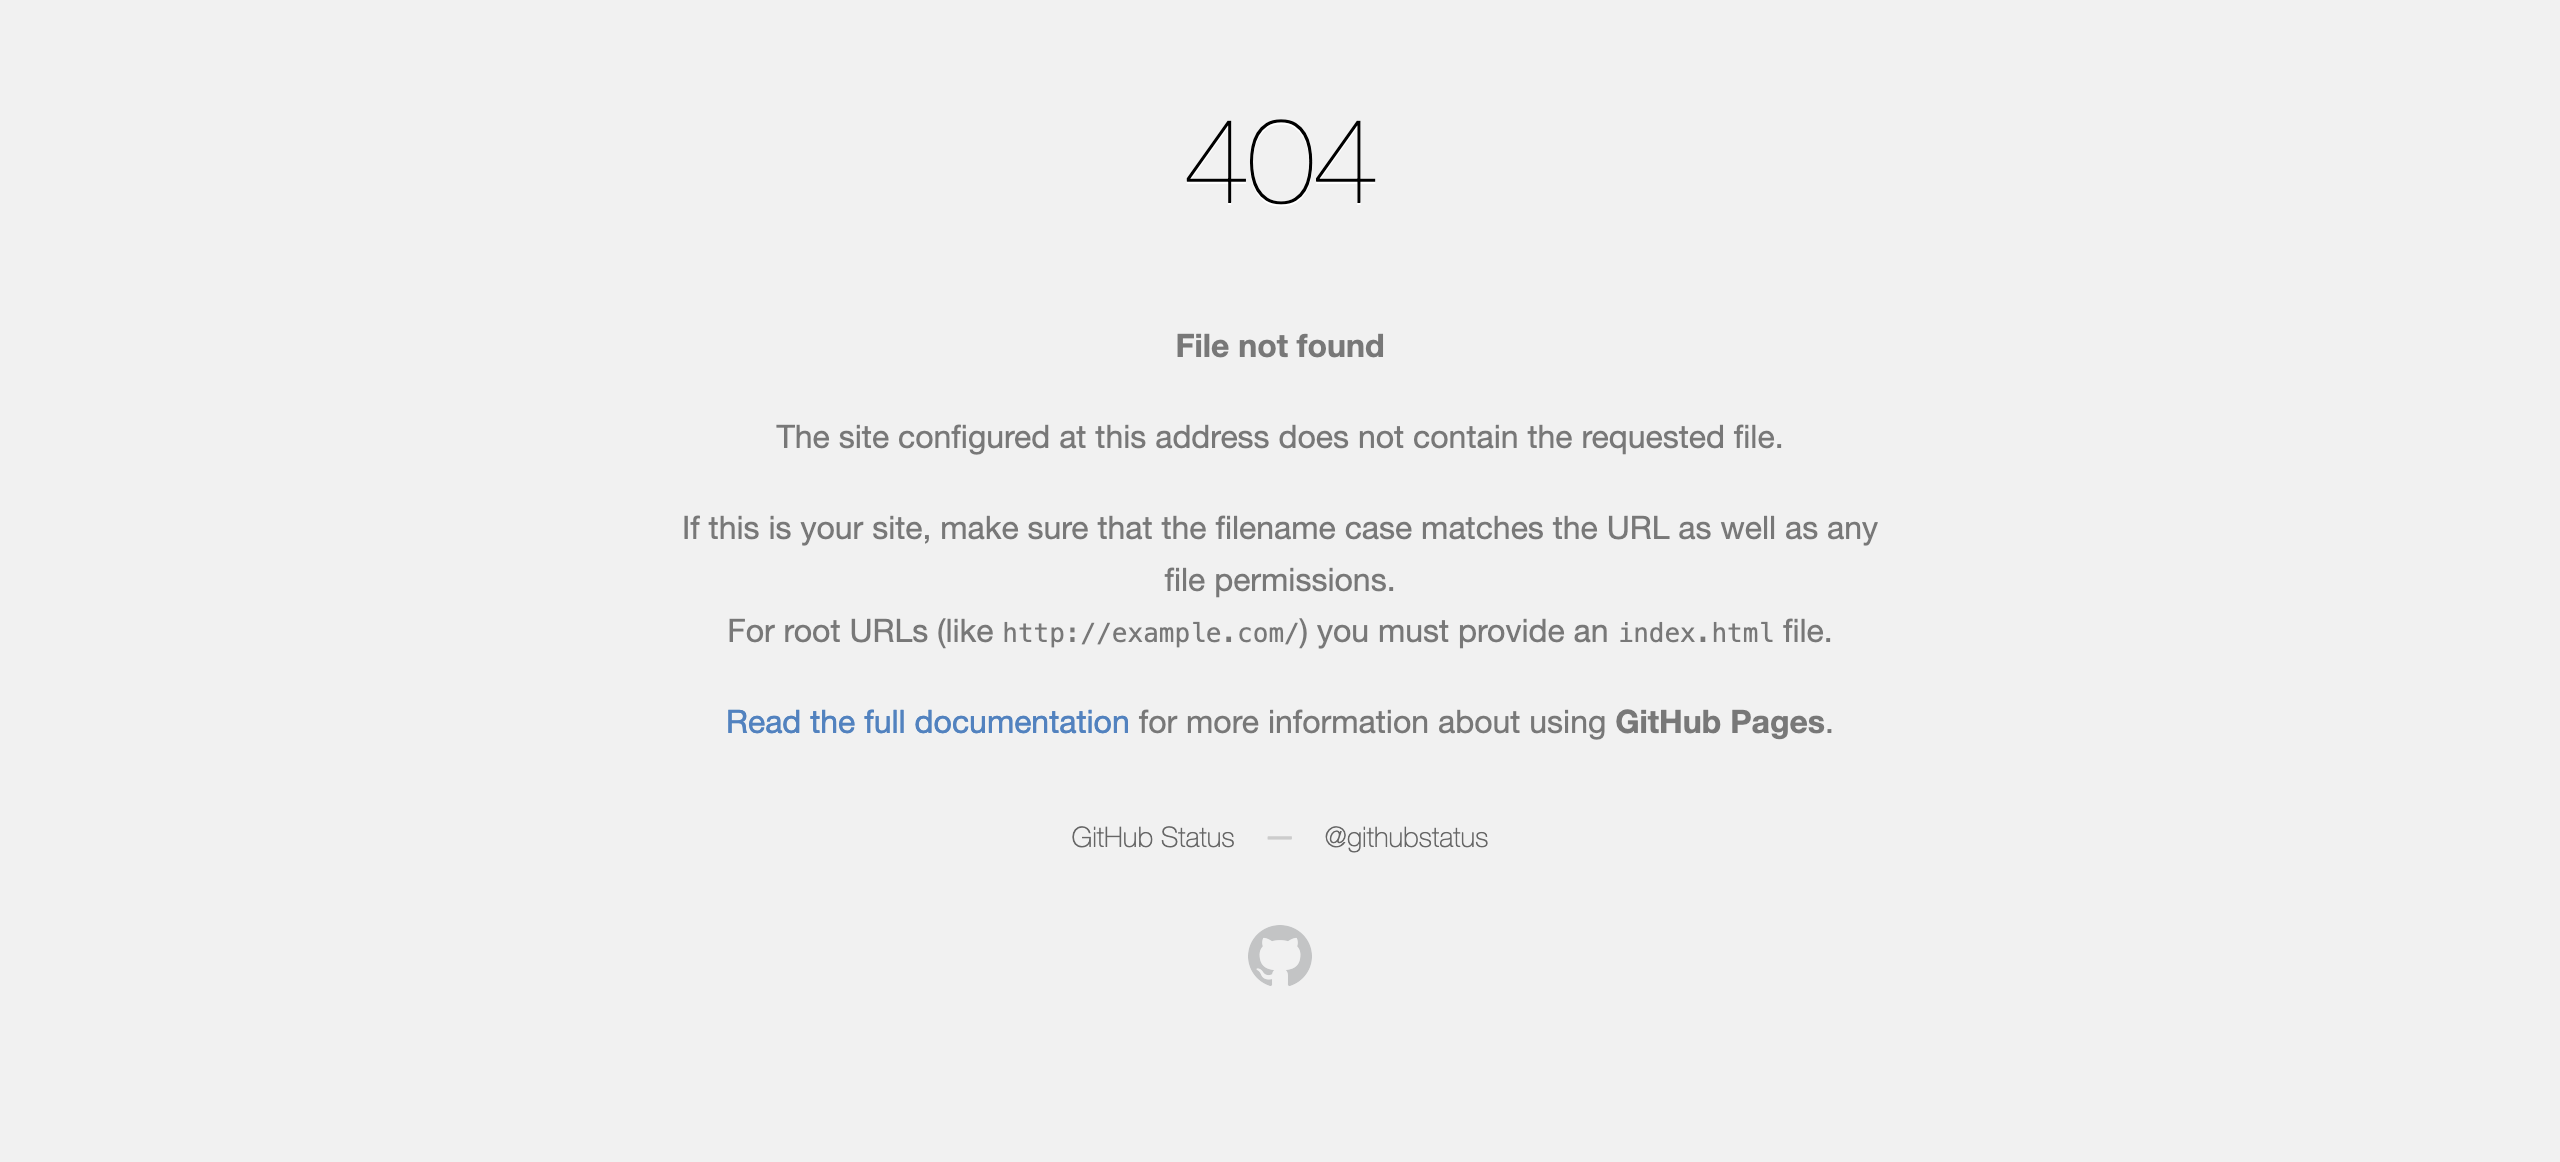 404
File not found
The site configured at this address does not contain the requested file.
If this is your site, make sure that the filename case matches the URL as well as any
file permissions.
For root URLs (like http://example.com/) you must provide an index.html file.
Read the full documentation for more information about using GitHub Pages.
GitHub Status — @githubstatus